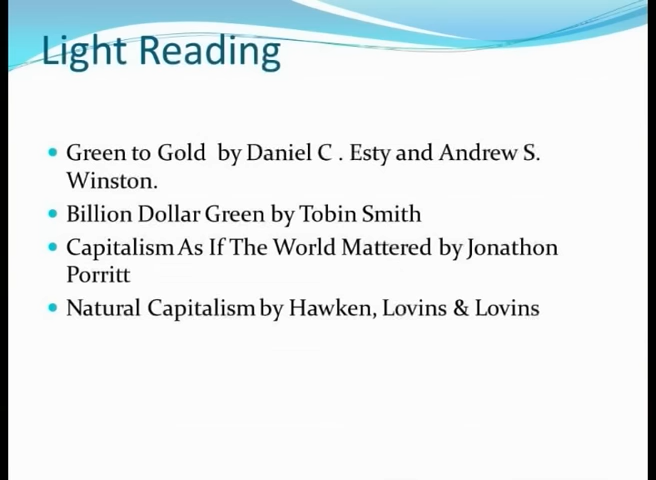 Light Reading
• Green to Gold  by Daniel C . Esty and Andrew S.
Winston.
• Billion Dollar Green by Tobin Smith
• Capitalism As If The World Mattered by Jonathon
Porritt
• Natural Capitalism by Hawken, Lovins & Lovins